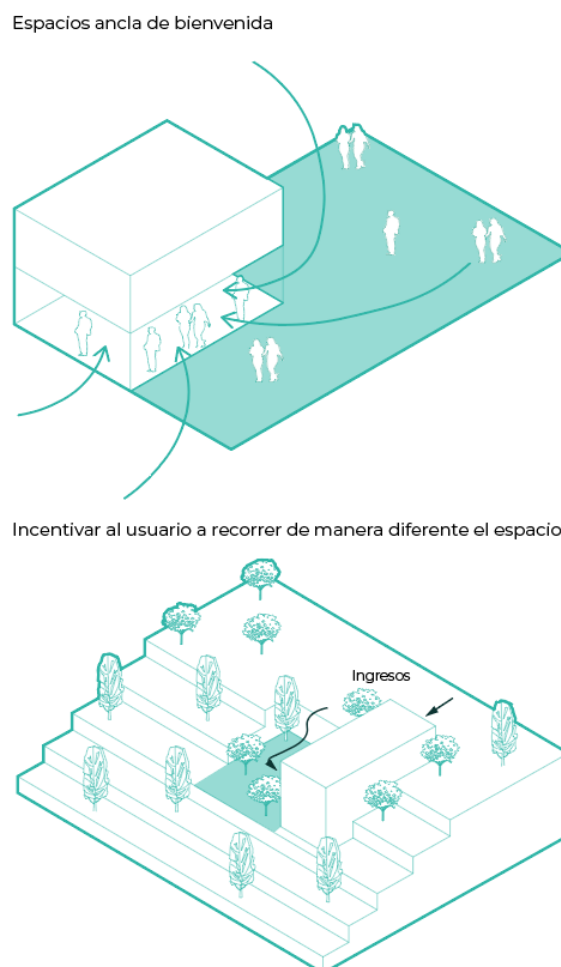 Espacios ancla de bienvenida
Incentivar al usuario a recorrer de manera diferente el espacio
Ingresos